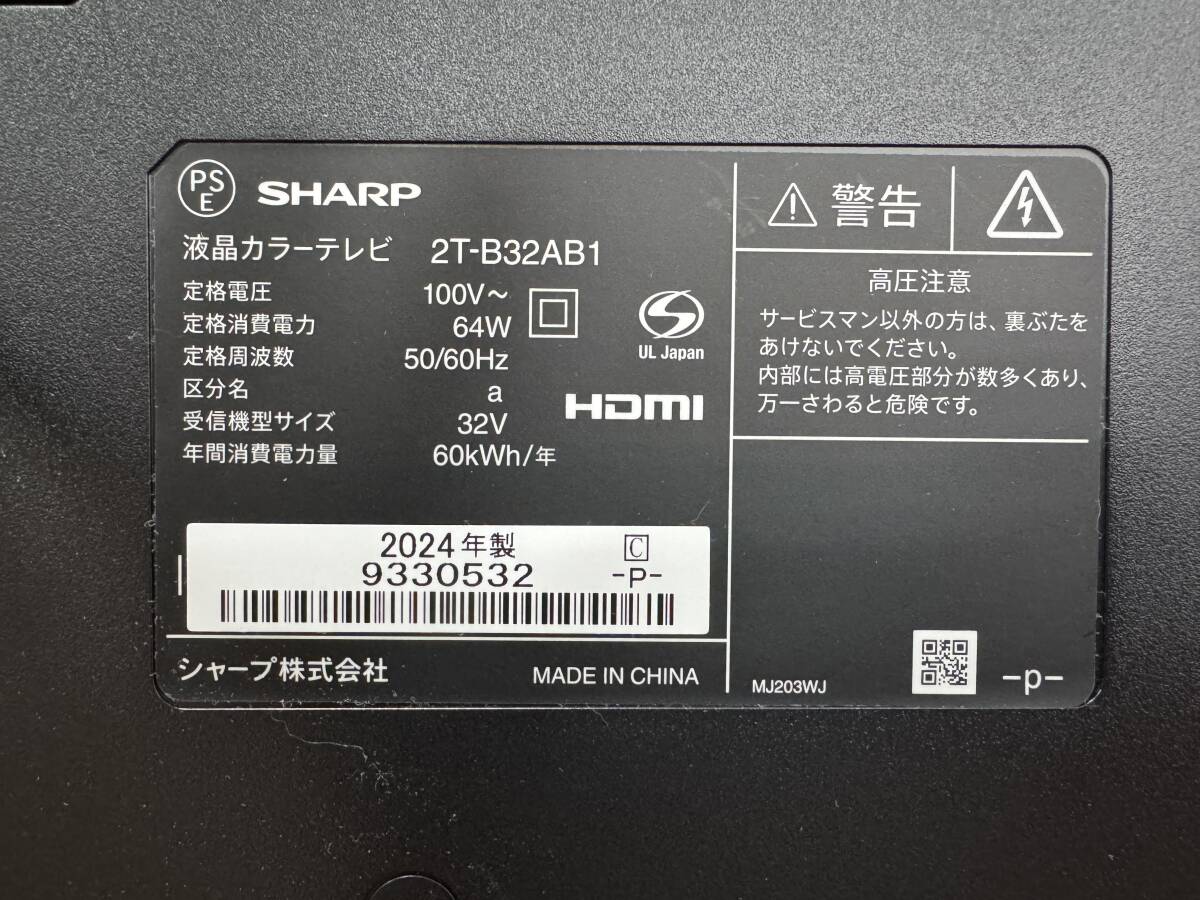 PS
E
SHARP
液晶カラーテレビ 2T-B32AB1
定格電圧 100V～
定格消費電力 64W
定格周波数 50/60Hz
区分名 a
受信機型サイズ 32V
年間消費電力量 60kWh/年
UL Japan
HDMI
2024年製 C
9330532 -P-
シャープ株式会社 MADE IN CHINA
警告
高圧注意
サービスマン以外の方は、裏ぶたを
あけないでください。
内部には高電圧部分が数多くあり、
万一さわると危険です。
MJ203WJ -p-